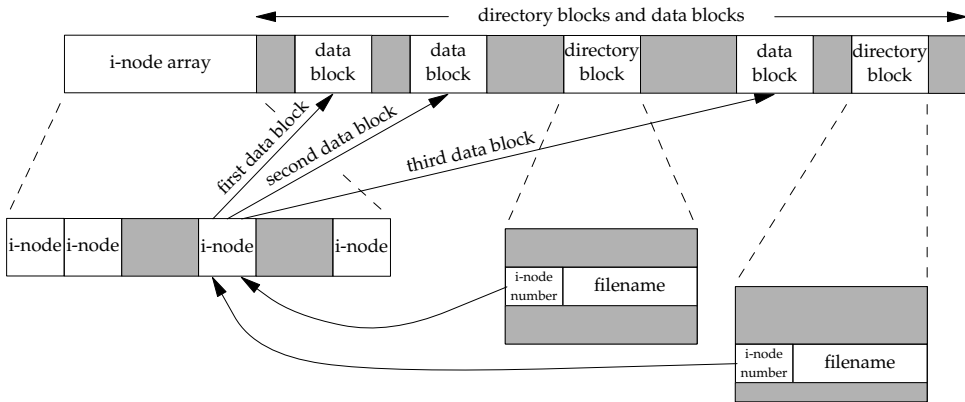 directory blocks and data blocks
i-node array
data
block
data
block
directory
block
data
block
directory
block
first data block
second data block
third data block
i-node
i-node
i-node
i-node
i-node
number
filename
i-node
number
filename